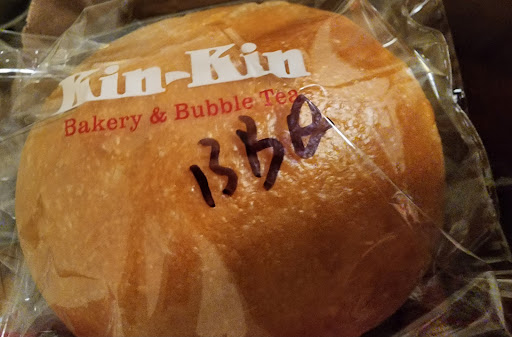 Kin-Kin
Bakery & Bubble Tea
BBQ